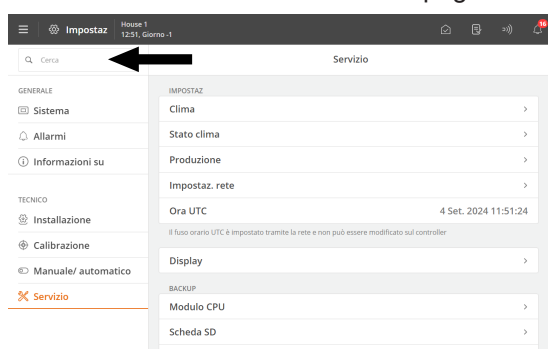 Impostaz
House 1
12:51, Giorno -1
16
Cerca
GENERALE
Sistema
Allarmi
Informazioni su
TECNICO
Installazione
Calibrazione
Manuale/ automatico
Servizio
Servizio
IMPOSTAZ
Clima
Stato clima
Produzione
Impostaz. rete
Ora UTC 4 Set. 2024 11:51:24
Il fuso orario UTC è impostato tramite la rete e non può essere modificato sul controller
Display
BACKUP
Modulo CPU
Scheda SD